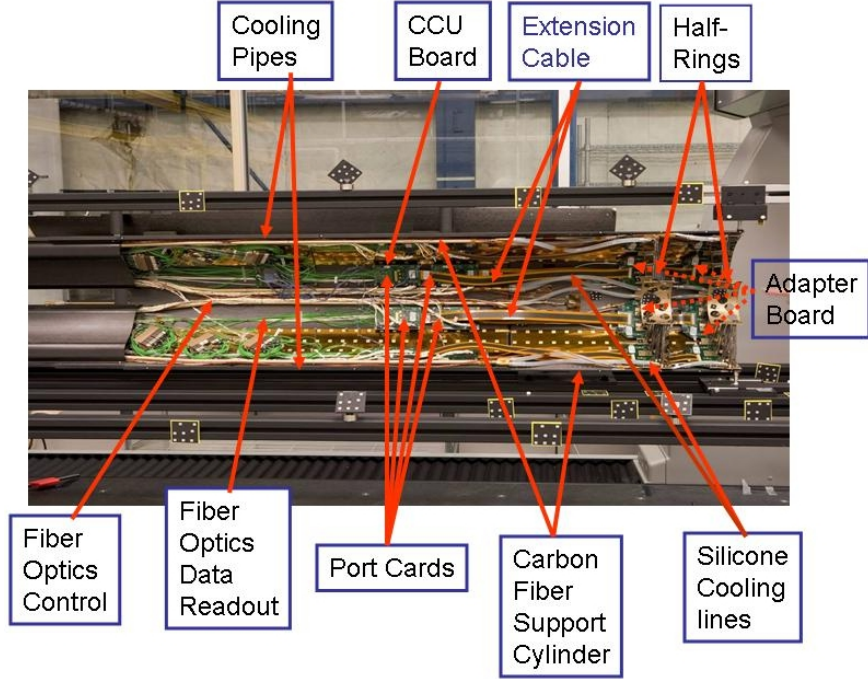 Cooling
Pipes
CCU
Board
Extension
Cable
Half-
Rings
Adapter
Board
Fiber
Optics
Control
Fiber
Optics
Data
Readout
Port Cards
Carbon
Fiber
Support
Cylinder
Silicone
Cooling
lines